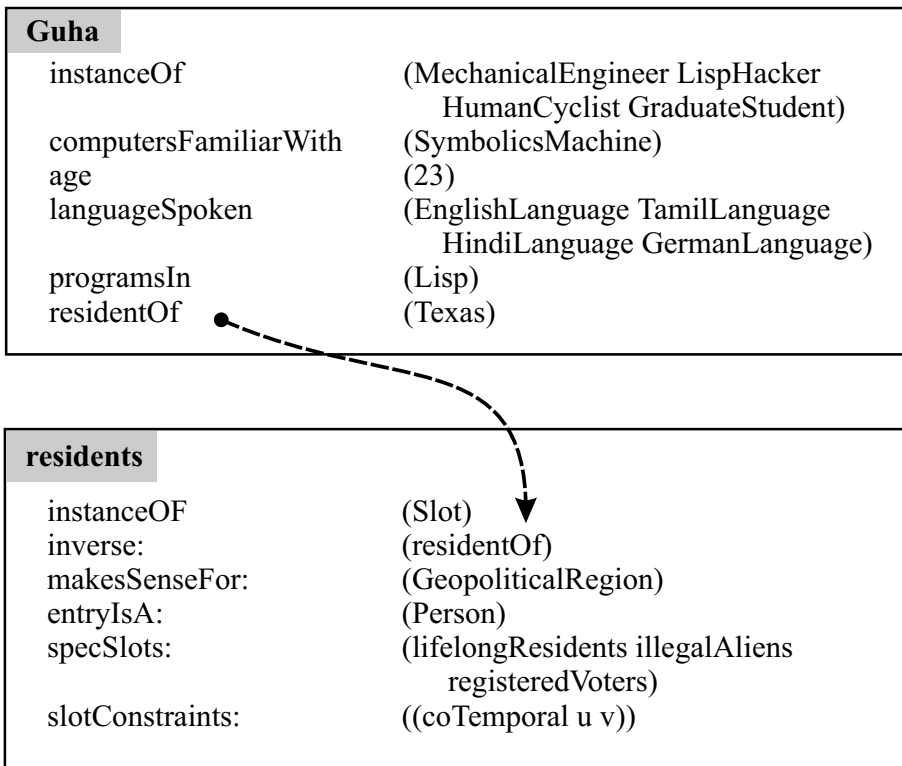 Guha
instanceOf (MechanicalEngineer LispHacker
HumanCyclist GraduateStudent)
computersFamiliarWith (SymbolicsMachine)
age (23)
languageSpoken (EnglishLanguage TamilLanguage
HindiLanguage GermanLanguage)
programsIn (Lisp)
residentOf (Texas)
residents
instanceOF (Slot)
inverse: (residentOf)
makesSenseFor: (GeopoliticalRegion)
entryIsA: (Person)
specSlots: (lifelongResidents illegalAliens
registeredVoters)
slotConstraints: ((coTemporal u v))